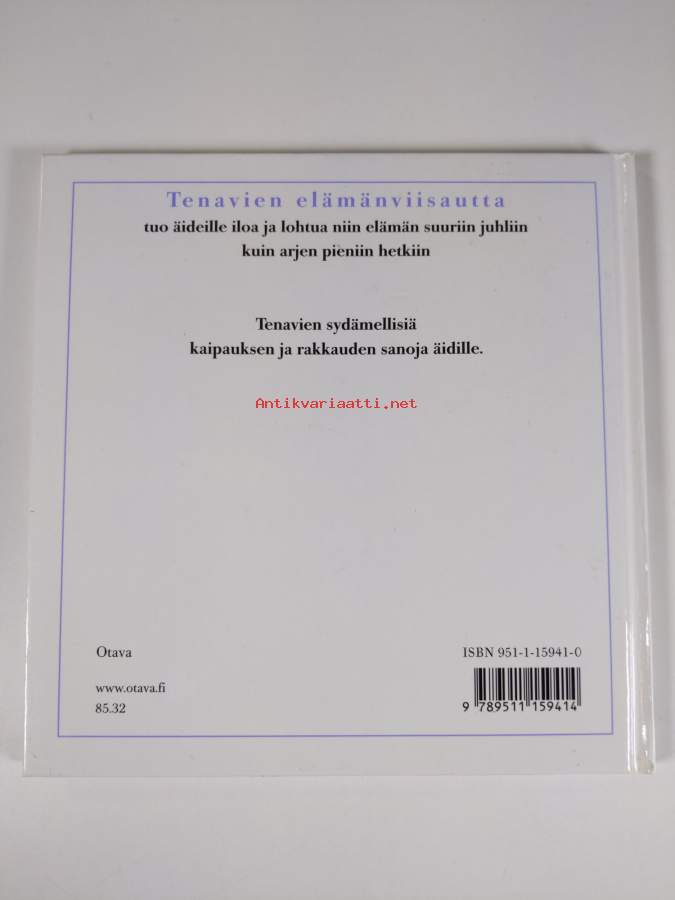 Tenavien elämänviisautta
tuo äideille iloa ja lohtua niin elämän suuriin juhliin
kuin arjen pieniin hetkiin
Tenavien sydämellisiä
kaipauksen ja rakkauden sanoja äidille.
Antikvariaatti.net
Otava
ISBN 951-1-15941-0
www.otava.fi
85.32
9 789511 159414